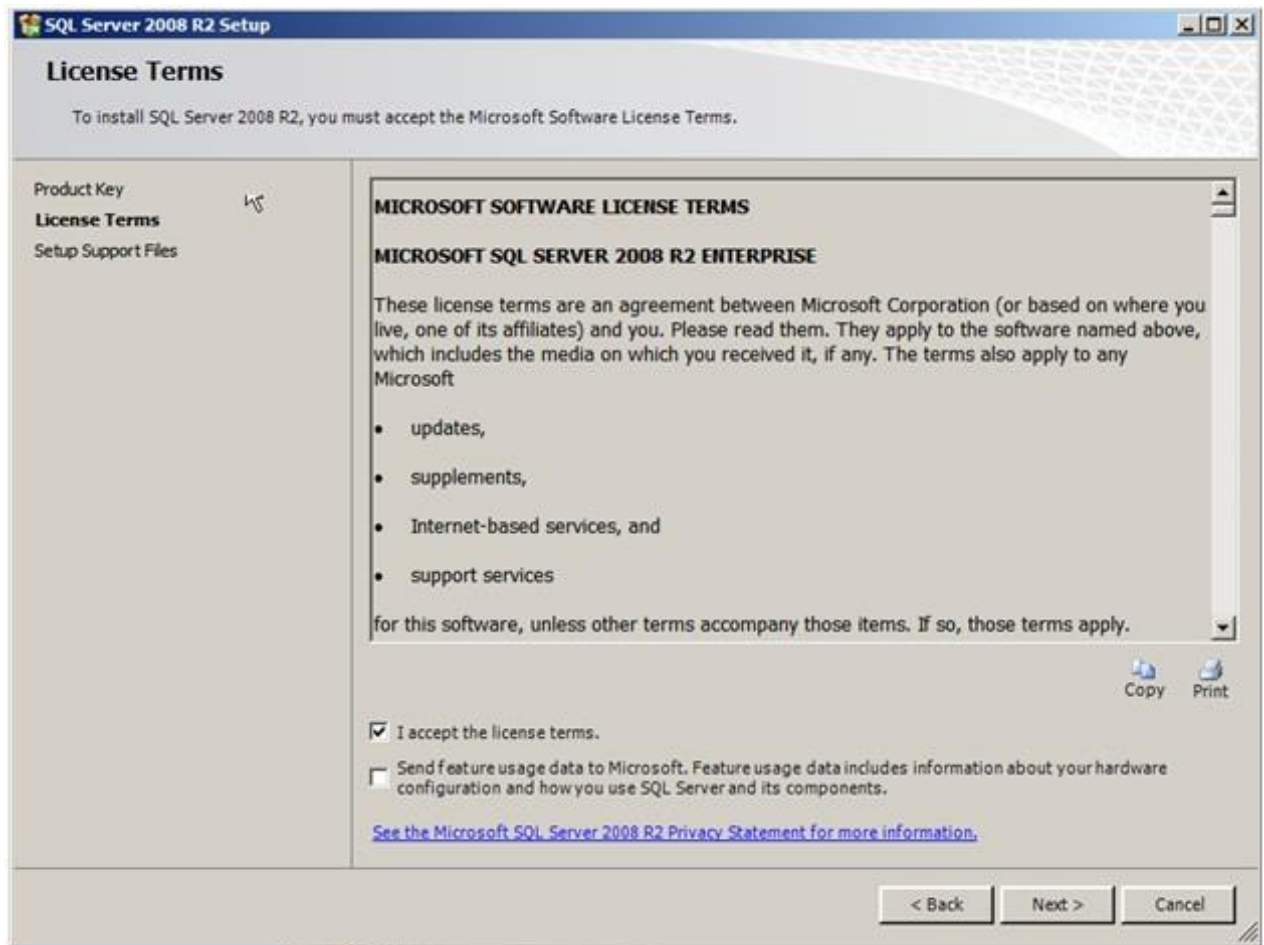 SQL Server 2008 R2 Setup
License Terms
To install SQL Server 2008 R2, you must accept the Microsoft Software License Terms.
Product Key
License Terms
Setup Support Files
MICROSOFT SOFTWARE LICENSE TERMS
MICROSOFT SQL SERVER 2008 R2 ENTERPRISE
These license terms are an agreement between Microsoft Corporation (or based on where you
live, one of its affiliates) and you. Please read them. They apply to the software named above,
which includes the media on which you received it, if any. The terms also apply to any
Microsoft
• updates,
• supplements,
• Internet-based services, and
• support services
for this software, unless other terms accompany those items. If so, those terms apply.
Copy Print
I accept the license terms.
Send feature usage data to Microsoft. Feature usage data includes information about your hardware
configuration and how you use SQL Server and its components.
See the Microsoft SQL Server 2008 R2 Privacy Statement for more information.
< Back Next > Cancel